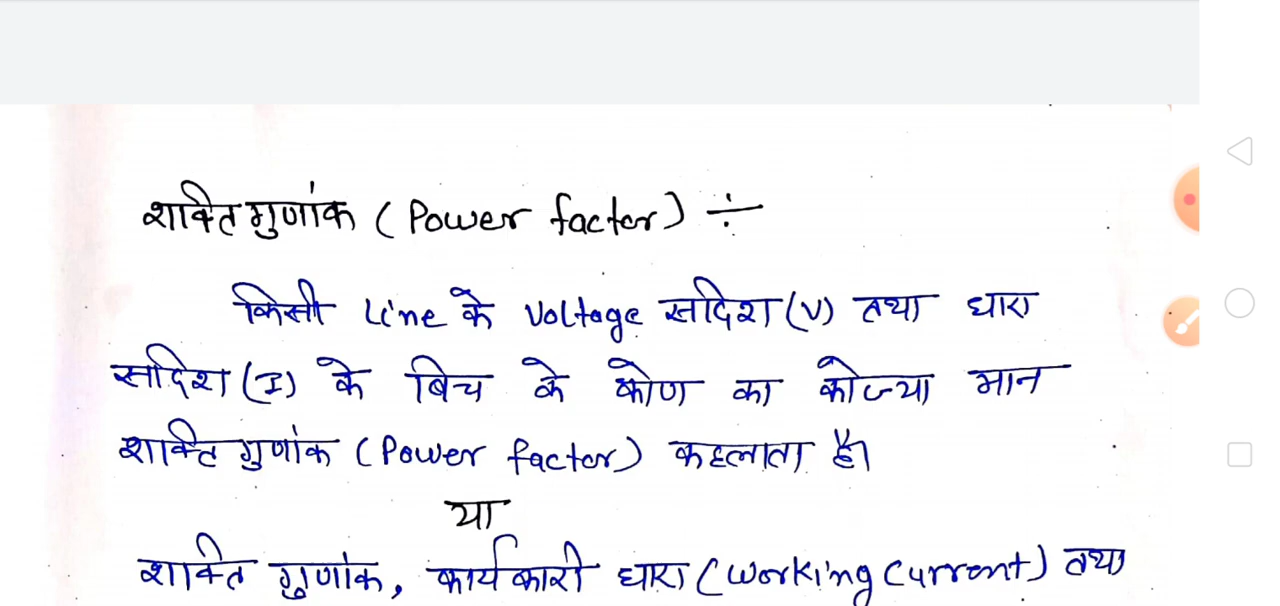 शक्ति गुणांक (Power factor) ÷
किसी Line के Voltage सदिश (V) तथा धारा
सदिश (I) के बिच के कोण का कोज्या मान
शक्ति गुणांक (Power factor) कहलाता है।
या
शक्ति गुणांक, कार्यकारी धारा (Working Current) तथा